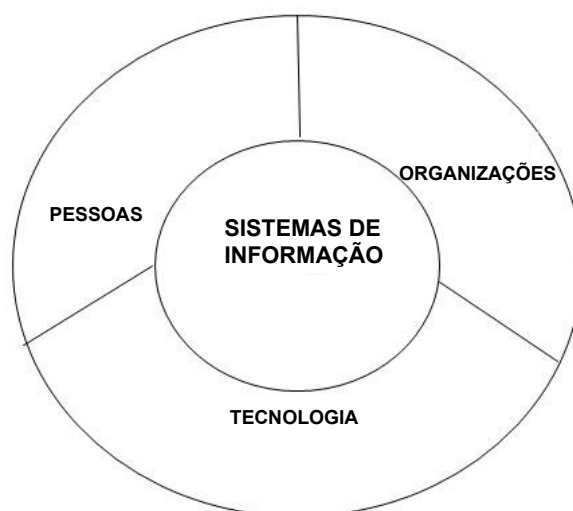 ORGANIZAÇÕES
PESSOAS
SISTEMAS DE
INFORMAÇÃO
TECNOLOGIA